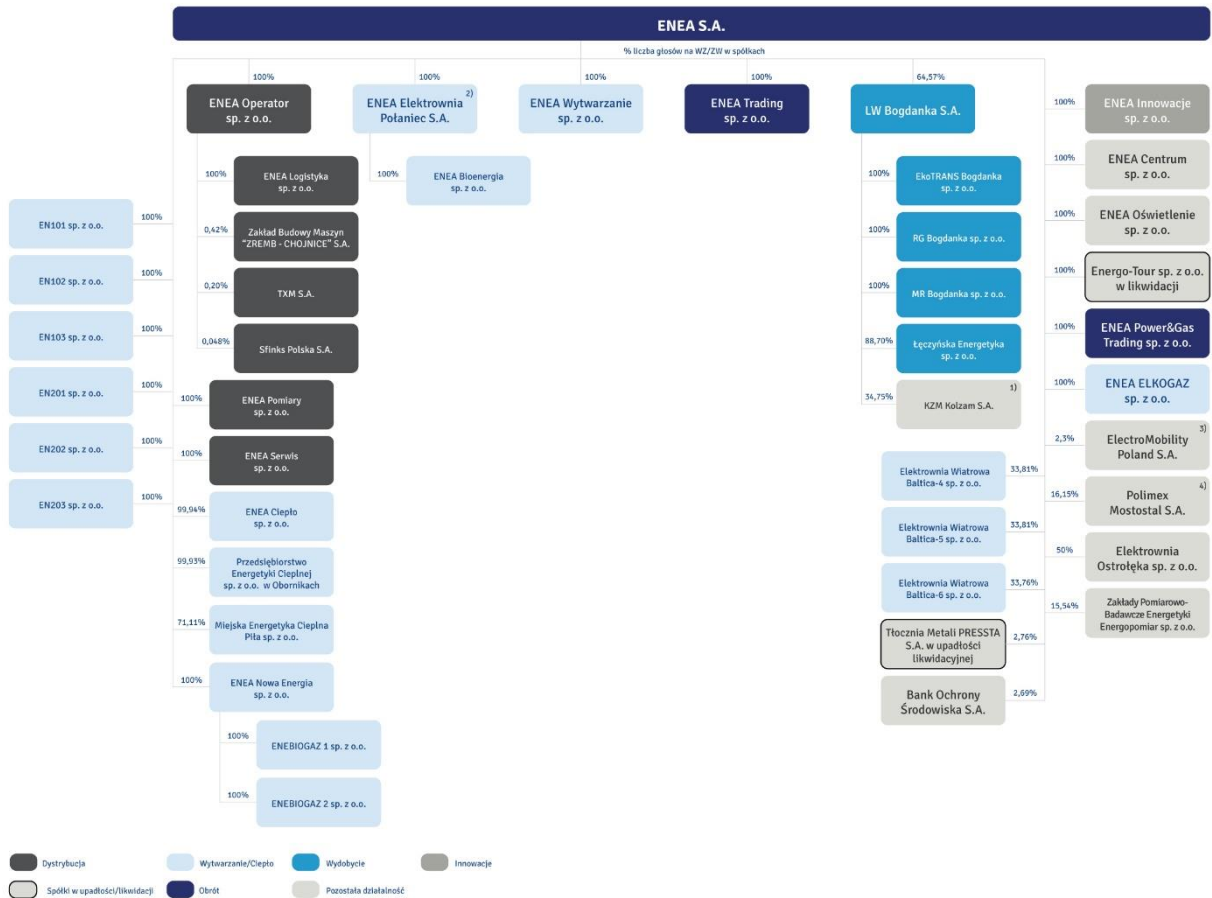 ENEA S.A.
% liczba głosów na WZ/ZW w spółkach
100%
ENEA Operator
sp. z o.o.
100%
ENEA Elektrownia 2)
Połaniec S.A.
100%
ENEA Wytwarzanie
sp. z o.o.
100%
ENEA Trading
sp. z o.o.
64,57%
LW Bogdanka S.A.
100%
ENEA Logistyka
sp. z o.o.
0,42%
Zakład Budowy Maszyn
"ZREMB - CHOJNICE" S.A.
0,20%
TXM S.A.
0,048%
Sfinks Polska S.A.
100%
ENEA Bioenergia
sp. z o.o.
100%
EkoTRANS Bogdanka
sp. z o.o.
100%
RG Bogdanka sp. z o.o.
100%
MR Bogdanka sp. z o.o.
88,70%
Łęczyńska Energetyka
sp. z o.o.
34,75%
KZM Kolzam S.A. 1)
EN101 sp. z o.o.
100%
EN102 sp. z o.o.
100%
EN103 sp. z o.o.
100%
EN201 sp. z o.o.
100%
EN202 sp. z o.o.
100%
EN203 sp. z o.o.
100%
100%
ENEA Pomiary
sp. z o.o.
100%
ENEA Serwis
sp. z o.o.
99,94%
ENEA Ciepło
sp. z o.o.
99,93%
Przedsiębiorstwo
Energetyki Cieplnej
sp. z o.o. w Obornikach
71,11%
Miejska Energetyka Cieplna
Piła sp. z o.o.
100%
ENEA Nowa Energia
sp. z o.o.
100%
ENEBIOGAZ 1 sp. z o.o.
100%
ENEBIOGAZ 2 sp. z o.o.
Elektrownia Wiatrowa
Baltica-4 sp. z o.o.
33,81%
Elektrownia Wiatrowa
Baltica-5 sp. z o.o.
33,81%
Elektrownia Wiatrowa
Baltica-6 sp. z o.o.
33,76%
Tłocznia Metali PRESSTA
S.A. w upadłości
likwidacyjnej
2,76%
Bank Ochrony
Środowiska S.A.
2,69%
100%
ENEA Innowacje
sp. z o.o.
100%
ENEA Centrum
sp. z o.o.
100%
ENEA Oświetlenie
sp. z o.o.
100%
Energo-Tour sp. z o.o.
w likwidacji
100%
ENEA Power&Gas
Trading sp. z o.o.
100%
ENEA ELKOGAZ
sp. z o.o.
2,3%
ElectroMobility 3)
Poland S.A.
16,15%
Polimex 4)
Mostostal S.A.
50%
Elektrownia
Ostrołęka sp. z o.o.
15,54%
Zakłady Pomiarowo-
Badawcze Energetyki
Energopomiar sp. z o.o.
Dystrybucja
Wytwarzanie/Ciepło
Wydobycie
Innowacje
Spółki w upadłości/likwidacji
Obrót
Pozostała działalność